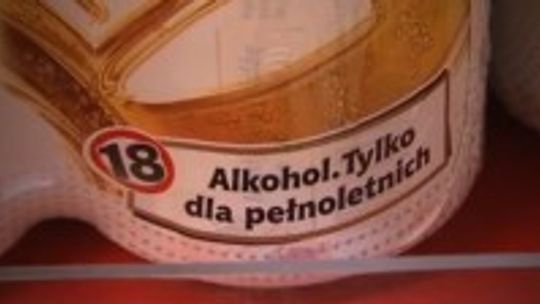 18
Alkohol. Tylko
dla pełnoletnich